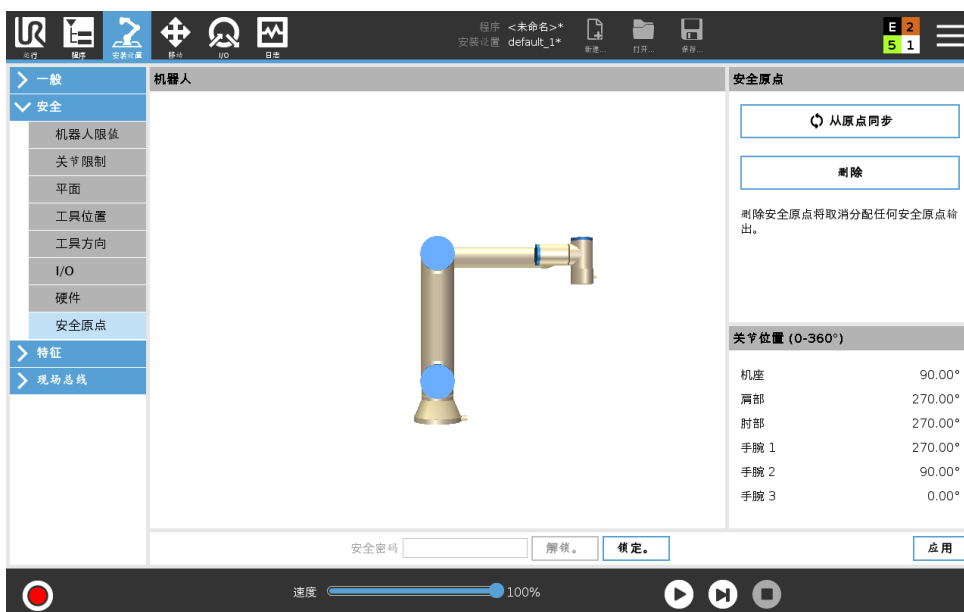 UR
程序 <未命名>*
安装设置 default_1*
E 2
5 1
运行 程序 安装设置 移动 I/O 日志
新建... 打开... 保存...
一般
安全
机器人限值
关节限制
平面
工具位置
工具方向
I/O
硬件
安全原点
特征
现场总线
机器人
安全原点
从原点同步
删除
删除安全原点将取消分配任何安全原点输
出。
关节位置 (0-360°)
机座 90.00°
肩部 270.00°
肘部 270.00°
手腕 1 270.00°
手腕 2 90.00°
手腕 3 0.00°
安全密码 解锁。 锁定。 应用
速度 100%